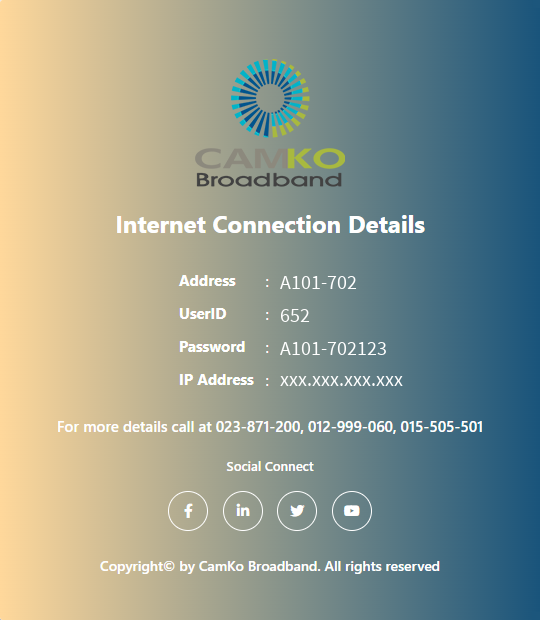 CAMKO
Broadband
Internet Connection Details
Address : A101-702
UserID : 652
Password : A101-702123
IP Address : xxx.xxx.xxx.xxx
For more details call at 023-871-200, 012-999-060, 015-505-501
Social Connect
Copyright© by CamKo Broadband. All rights reserved